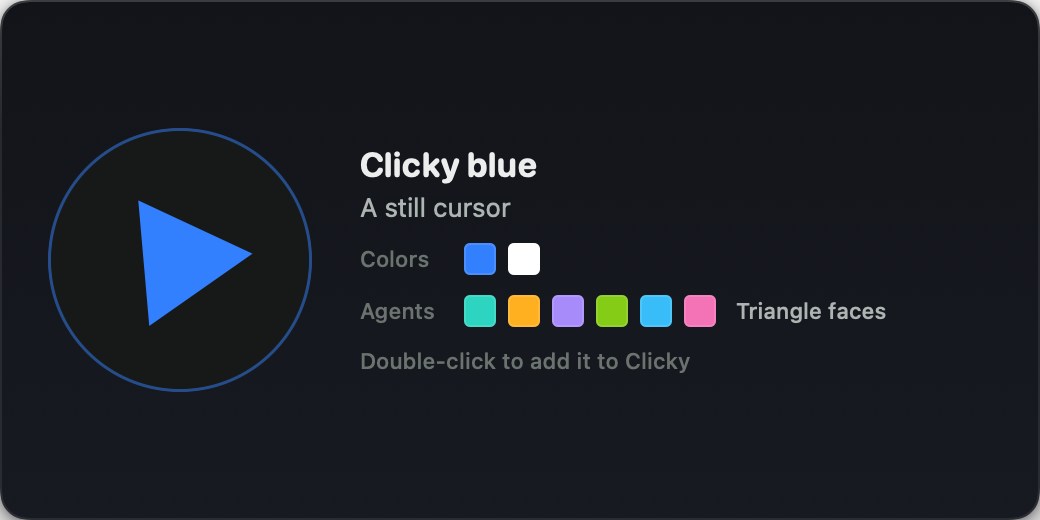 Clicky blue
A still cursor
Colors
Agents Triangle faces
Double-click to add it to Clicky